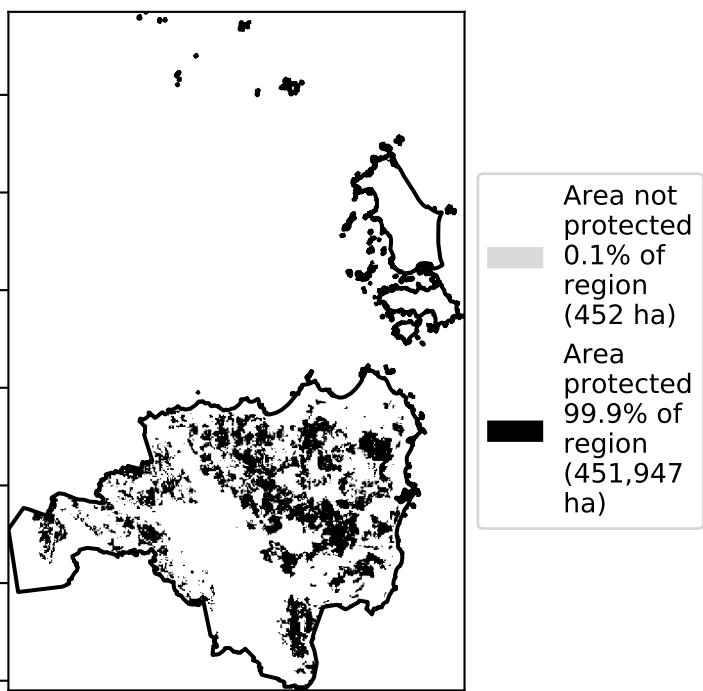 Area not
protected
0.1% of
region
(452 ha)
Area
protected
99.9% of
region
(451,947
ha)